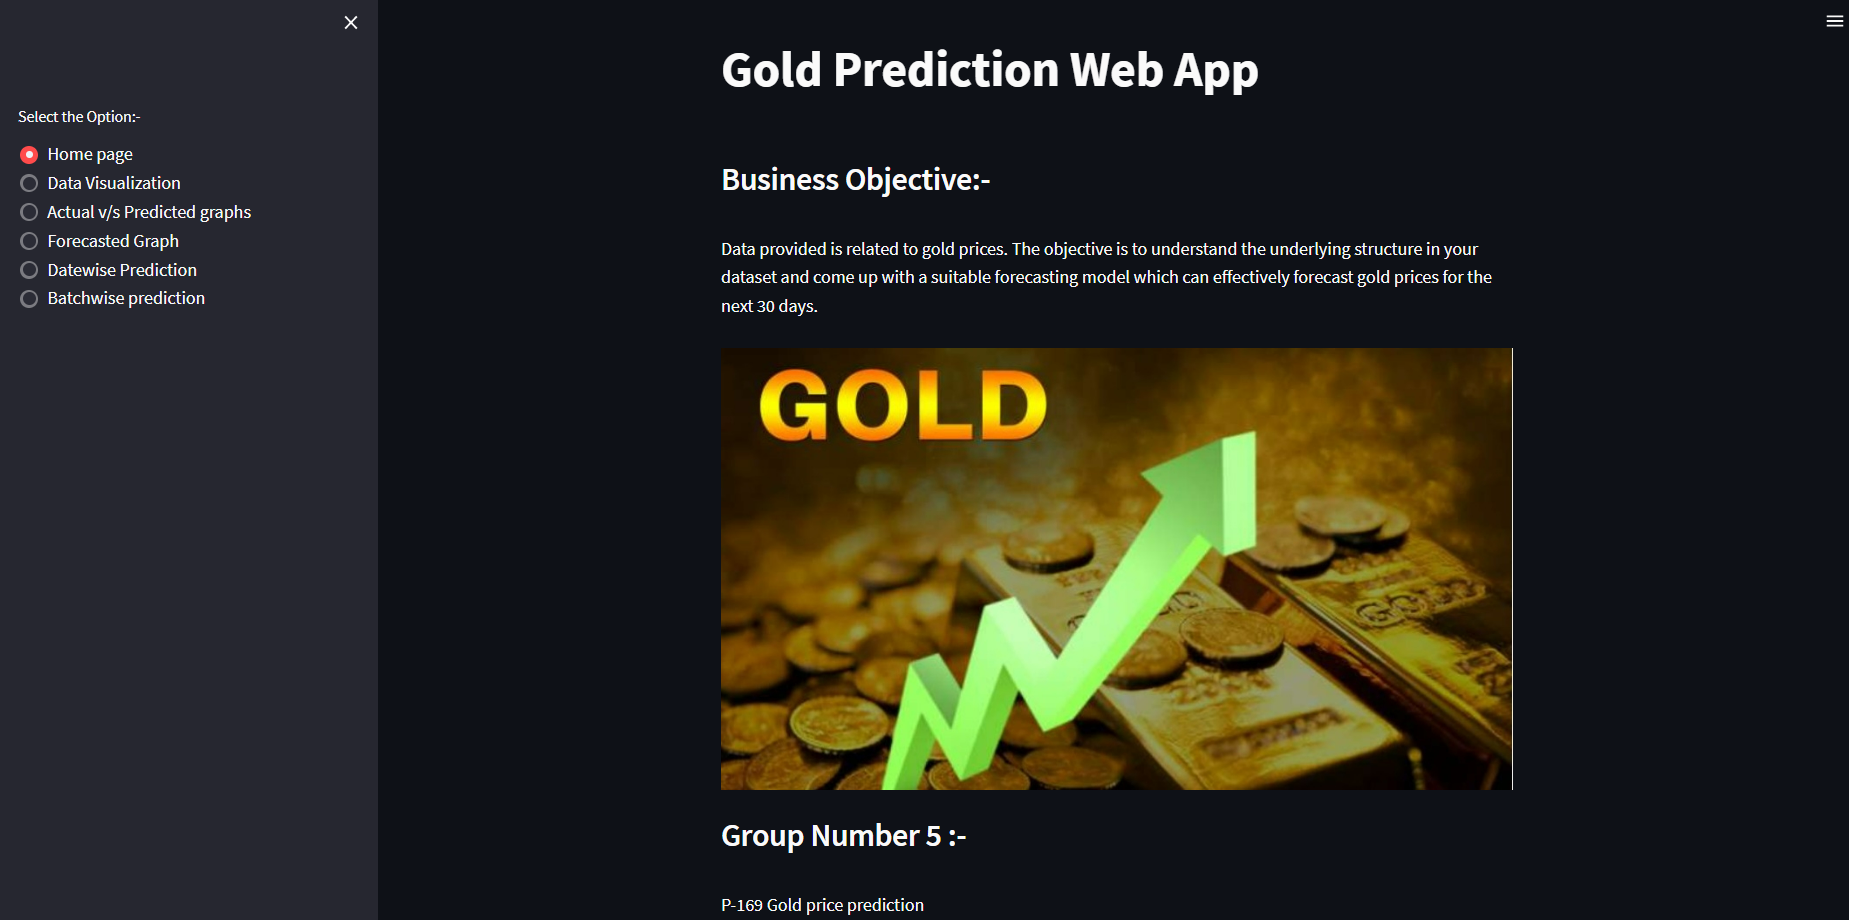 Select the Option:-
Home page
Data Visualization
Actual v/s Predicted graphs
Forecasted Graph
Datewise Prediction
Batchwise prediction
Gold Prediction Web App
Business Objective:-
Data provided is related to gold prices. The objective is to understand the underlying structure in your
dataset and come up with a suitable forecasting model which can effectively forecast gold prices for the
next 30 days.
GOLD
GOLD
Group Number 5 :-
P-169 Gold price prediction